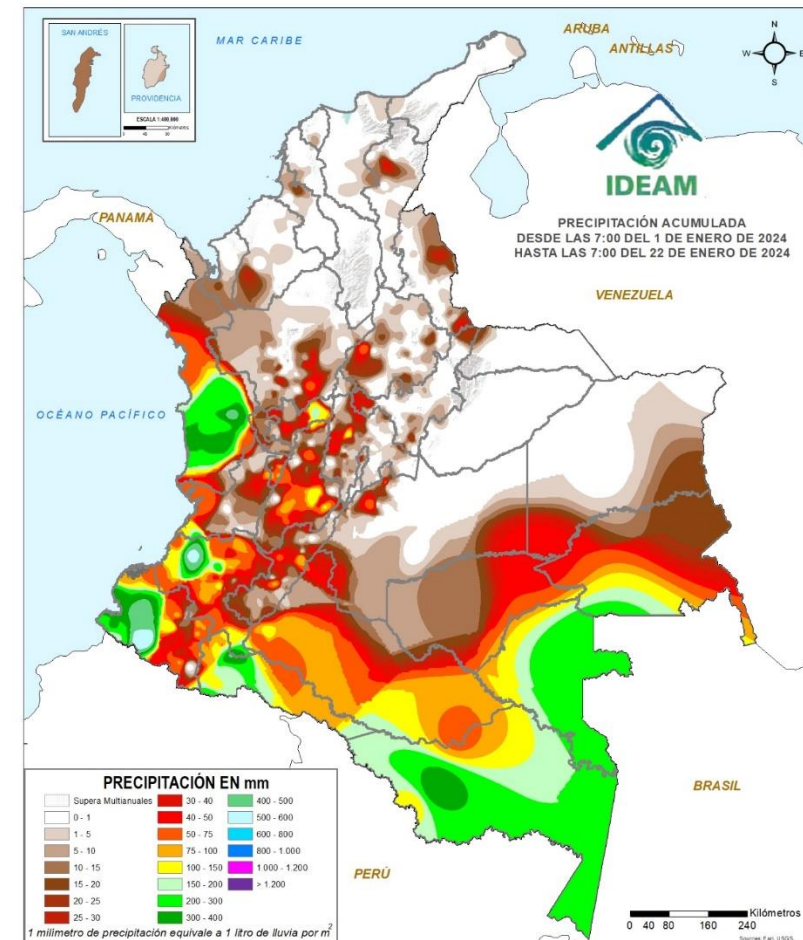 SAN ANDRÉS
PROVIDENCIA
ESCALA 1:400.000
Kilómetros
MAR CARIBE
ARUBA
ANTILLAS
N
W
E
S
IDEAM
PRECIPITACIÓN ACUMULADA
DESDE LAS 7:00 DEL 1 DE ENERO DE 2024
HASTA LAS 7:00 DEL 22 DE ENERO DE 2024
PANAMÁ
VENEZUELA
OCÉANO PACÍFICO
BRASIL
PERÚ
PRECIPITACIÓN EN mm
Supera Multianuales
0 - 1
1 - 5
5 - 10
10 - 15
15 - 20
20 - 25
25 - 30
30 - 40
40 - 50
50 - 75
75 - 100
100 - 150
150 - 200
200 - 300
300 - 400
400 - 500
500 - 600
600 - 800
800 - 1.000
1.000 - 1.200
> 1.200
1 milimetro de precipitación equivale a 1 litro de lluvia por m²
Kilómetros
0 40 80 160 240
Sources: Esri, USGS